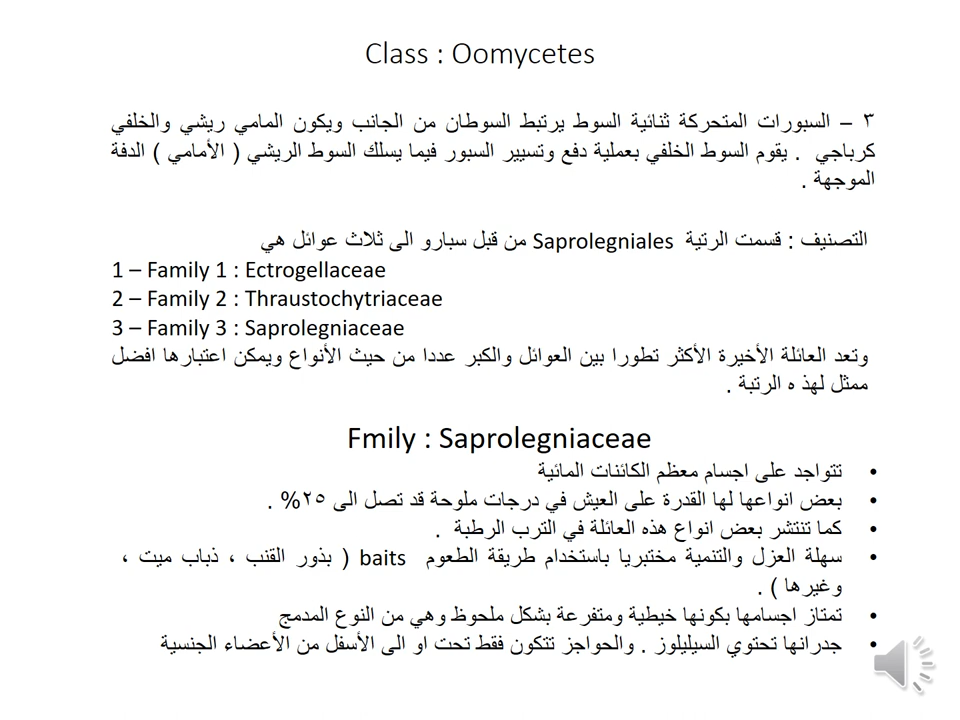 Class : Oomycetes
٣ – السبورات المتحركة ثنائية السوط يرتبط السوطان من الجانب ويكون المامي ريشي والخلفي
كرباجي . يقوم السوط الخلفي بعملية دفع وتسيير السبور فيما يسلك السوط الريشي ( الأمامي ) الدفة
الموجهة .
التصنيف : قسمت الرتية Saprolegniales من قبل سبارو الى ثلاث عوائل هي
1 – Family 1 : Ectrogellaceae
2 – Family 2 : Thraustochytriaceae
3 – Family 3 : Saprolegniaceae
وتعد العائلة الأخيرة الأكثر تطورا بين العوائل والكبر عددا من حيث الأنواع ويمكن اعتبارها افضل
ممثل لهذ ه الرتبة .
Fmily : Saprolegniaceae
• تتواجد على اجسام معظم الكائنات المائية
• بعض انواعها لها القدرة على العيش في درجات ملوحة قد تصل الى ٢٥% .
• كما تنتشر بعض انواع هذه العائلة في الترب الرطبة .
• سهلة العزل والتنمية مختبريا باستخدام طريقة الطعوم baits ( بذور القنب ، ذباب ميت ،
وغيرها ) .
• تمتاز اجسامها بكونها خيطية ومتفرعة بشكل ملحوظ وهي من النوع المدمج
• جدرانها تحتوي السيليلوز . والحواجز تتكون فقط تحت او الى الأسفل من الأعضاء الجنسية